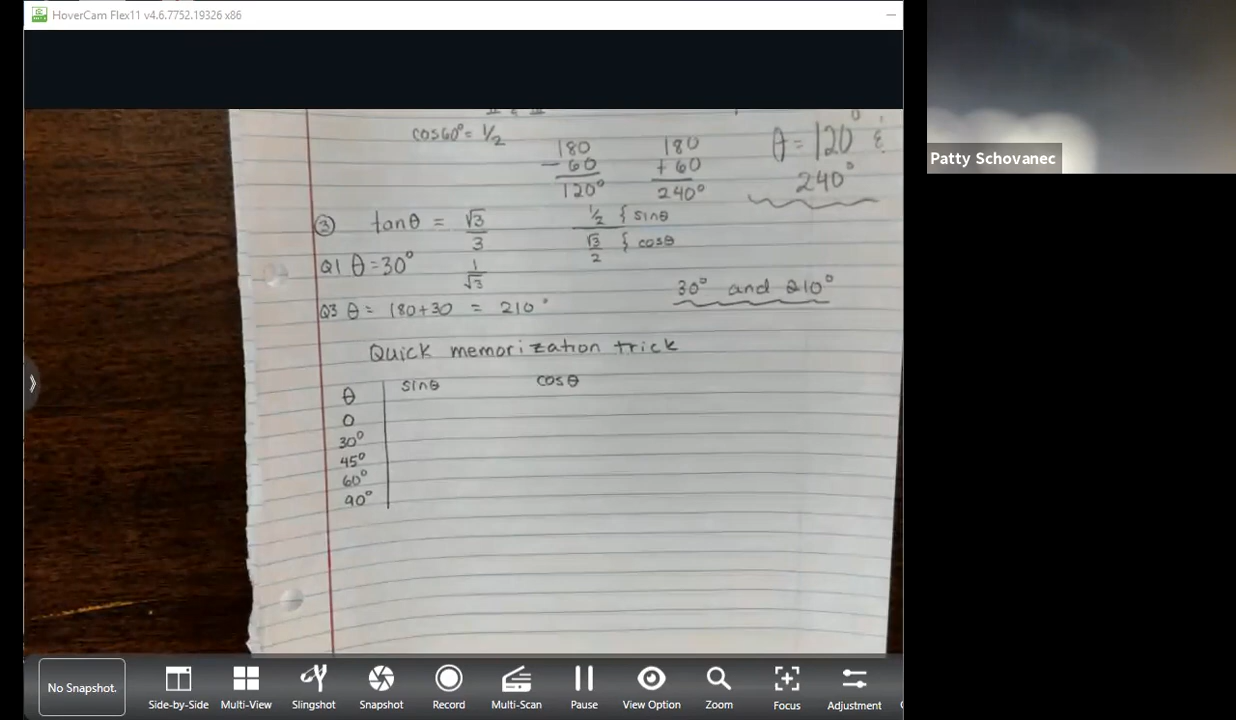 HoverCam Flex11 v4.6.7752.19326 x86
Patty Schovanec
cos60° = 1/2
180
- 60
120°
180
+ 60
240°
θ = 120° &
240°
③ tanθ = √3/3
1/2 { sinθ
√3/2 { cosθ
Q1 θ = 30°
1/√3
30° and 210°
Q3 θ = 180+30 = 210°
Quick memorization trick
θ sinθ cosθ
0
30°
45°
60°
90°
No Snapshot.
Side-by-Side
Multi-View
Slingshot
Snapshot
Record
Multi-Scan
Pause
View Option
Zoom
Focus
Adjustment